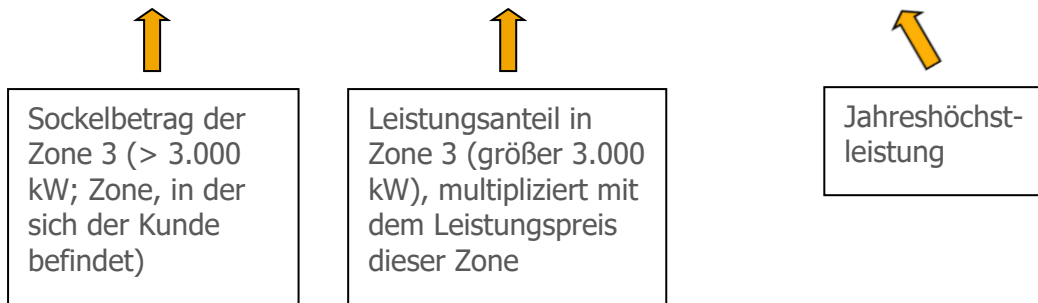 Sockelbetrag der
Zone 3 (> 3.000
kW; Zone, in der
sich der Kunde
befindet)
Leistungsanteil in
Zone 3 (größer 3.000
kW), multipliziert mit
dem Leistungspreis
dieser Zone
Jahreshöchst-
leistung